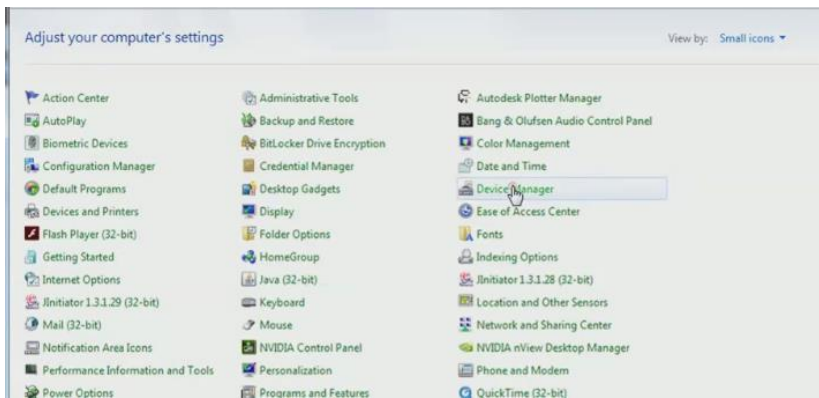 Adjust your computer's settings
View by: Small icons
Action Center
Administrative Tools
Autodesk Plotter Manager
AutoPlay
Backup and Restore
Bang & Olufsen Audio Control Panel
Biometric Devices
BitLocker Drive Encryption
Color Management
Configuration Manager
Credential Manager
Date and Time
Default Programs
Desktop Gadgets
Device Manager
Devices and Printers
Display
Ease of Access Center
Flash Player (32-bit)
Folder Options
Fonts
Getting Started
HomeGroup
Indexing Options
Internet Options
Java (32-bit)
JInitiator 1.3.1.28 (32-bit)
JInitiator 1.3.1.29 (32-bit)
Keyboard
Location and Other Sensors
Mail (32-bit)
Mouse
Network and Sharing Center
Notification Area Icons
NVIDIA Control Panel
NVIDIA nView Desktop Manager
Performance Information and Tools
Personalization
Phone and Modem
Power Options
Programs and Features
QuickTime (32-bit)